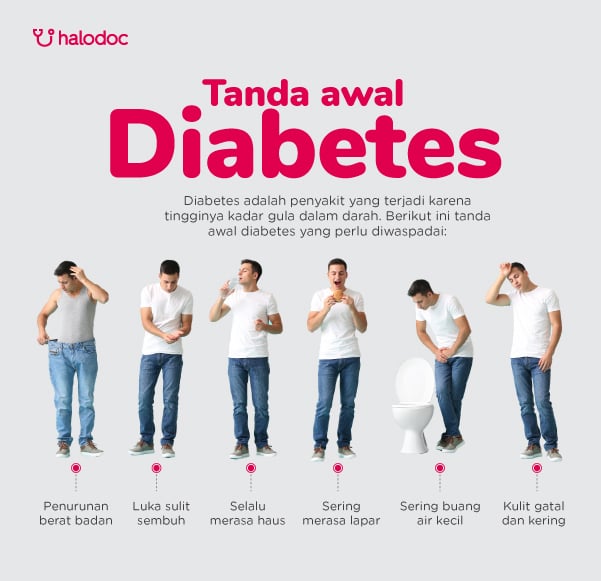 halodoc
Tanda awal
Diabetes
Diabetes adalah penyakit yang terjadi karena
tingginya kadar gula dalam darah. Berikut ini tanda
awal diabetes yang perlu diwaspadai:
Penurunan
berat badan
Luka sulit
sembuh
Selalu
merasa haus
Sering
merasa lapar
Sering buang
air kecil
Kulit gatal
dan kering